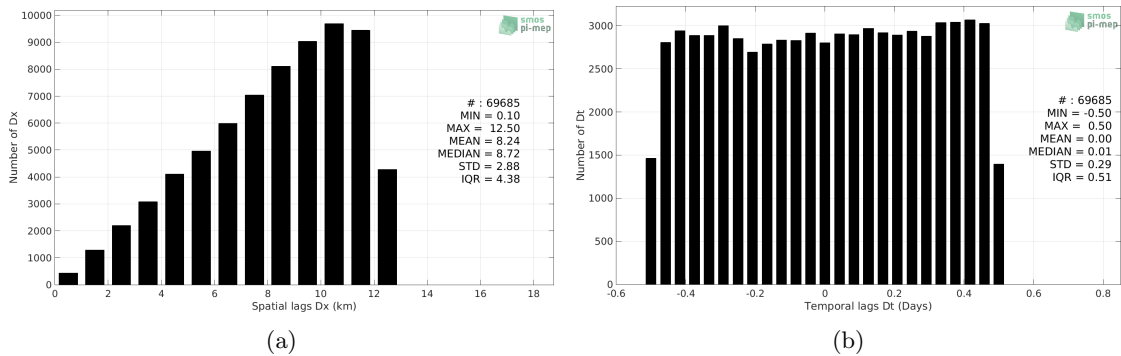 10000
9000
8000
7000
6000
5000
4000
3000
2000
1000
0
Number of Dx
0 2 4 6 8 10 12 14 16 18
Spatial lags Dx (km)
smos
pi-mep
# : 69685
MIN = 0.10
MAX = 12.50
MEAN = 8.24
MEDIAN = 8.72
STD = 2.88
IQR = 4.38
(a)
3000
2500
2000
1500
1000
500
0
Number of Dt
-0.6 -0.4 -0.2 0 0.2 0.4 0.6 0.8
Temporal lags Dt (Days)
smos
pi-mep
# : 69685
MIN = -0.50
MAX = 0.50
MEAN = 0.00
MEDIAN = 0.01
STD = 0.29
IQR = 0.51
(b)